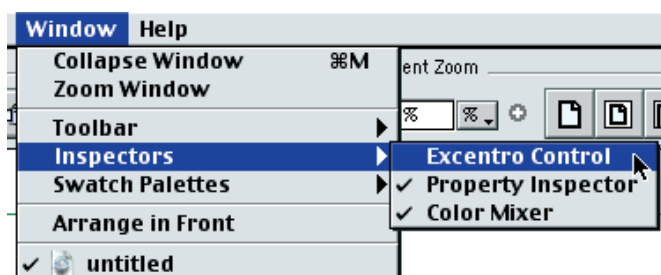 Window Help
Collapse Window ⌘M
ent Zoom
Zoom Window
% %
Toolbar
Inspectors
Excentro Control
Swatch Palettes
✓ Property Inspector
✓ Color Mixer
Arrange in Front
✓ untitled